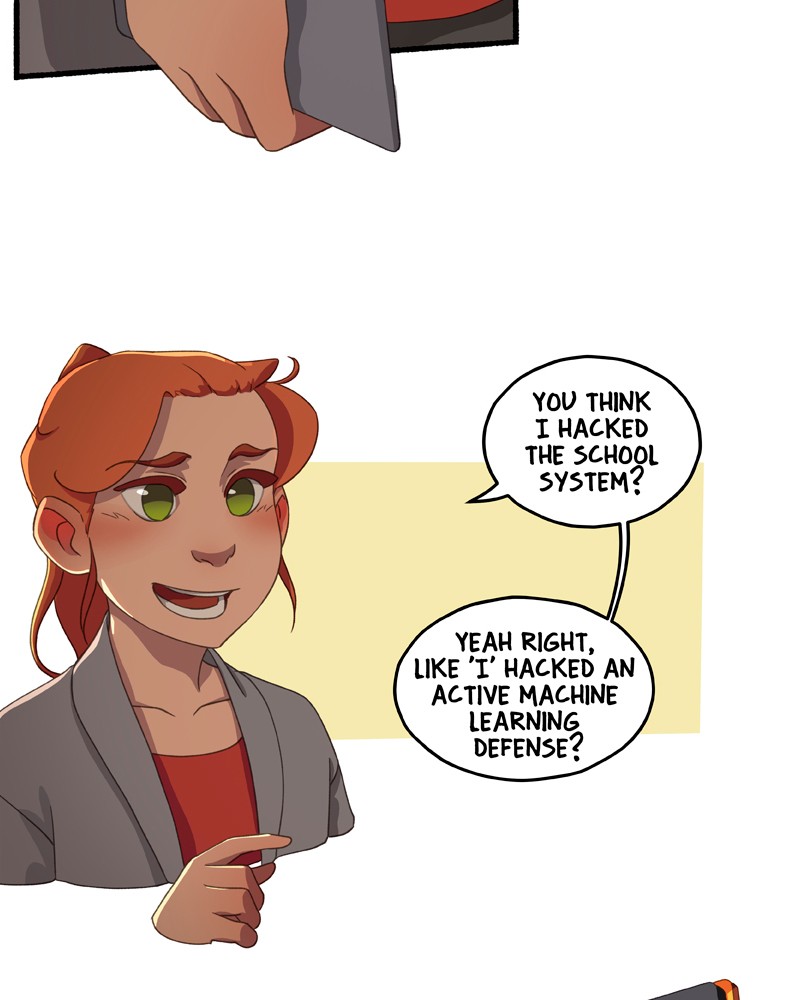 YOU THINK
I HACKED
THE SCHOOL
SYSTEM?
YEAH RIGHT,
LIKE 'I' HACKED AN
ACTIVE MACHINE
LEARNING
DEFENSE?